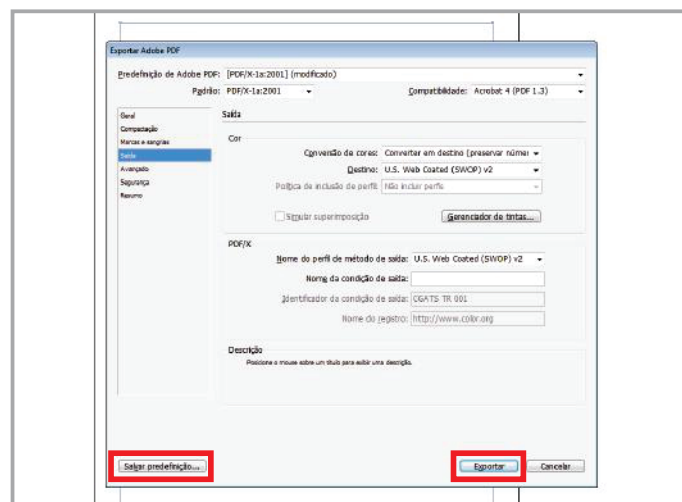 Exportar Adobe PDF
Predefinição de Adobe PDF: [PDF/X-1a:2001] (modificado)
Padrão: PDF/X-1a:2001 Compatibilidade: Acrobat 4 (PDF 1.3)
Geral
Compactação
Marcas e sangrias
Saída
Avançado
Segurança
Resumo
Saída
Cor
Conversão de cores: Converter em destino (preservar númer
Destino: U.S. Web Coated (SWOP) v2
Política de inclusão de perfil: Não incluir perfis
Simular superimposição Gerenciador de tintas...
PDF/X
Nome do perfil de método de saída: U.S. Web Coated (SWOP) v2
Nome da condição de saída:
Identificador da condição de saída: CGATS TR 001
Nome do registro: http://www.color.org
Descrição
Posicione o mouse sobre um título para exibir uma descrição.
Salvar predefinição... Exportar Cancelar